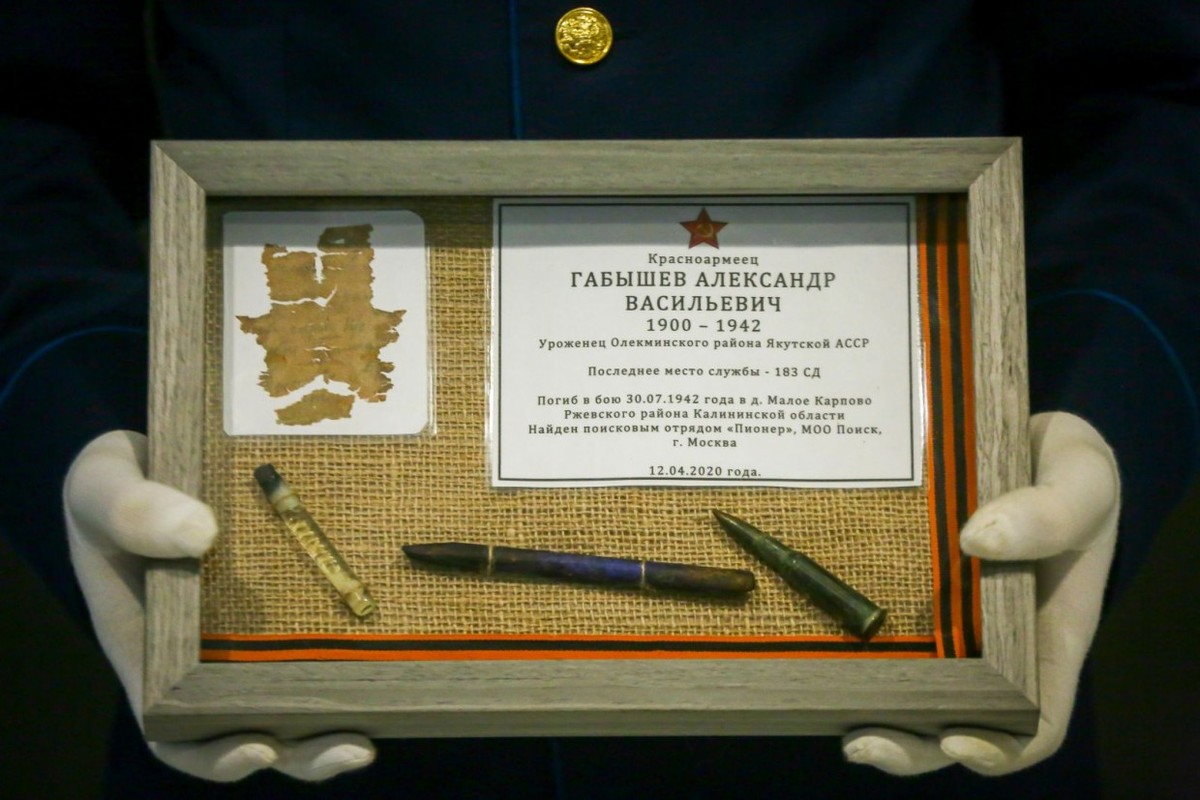 Красноармеец
ГАБЫШЕВ АЛЕКСАНДР
ВАСИЛЬЕВИЧ
1900 – 1942
Уроженец Олекминского района Якутской АССР
Последнее место службы - 183 СД
Погиб в бою 30.07.1942 года в д. Малое Карпово
Ржевского района Калининской области
Найден поисковым отрядом «Пионер», МОО Поиск,
г. Москва
12.04.2020 года.